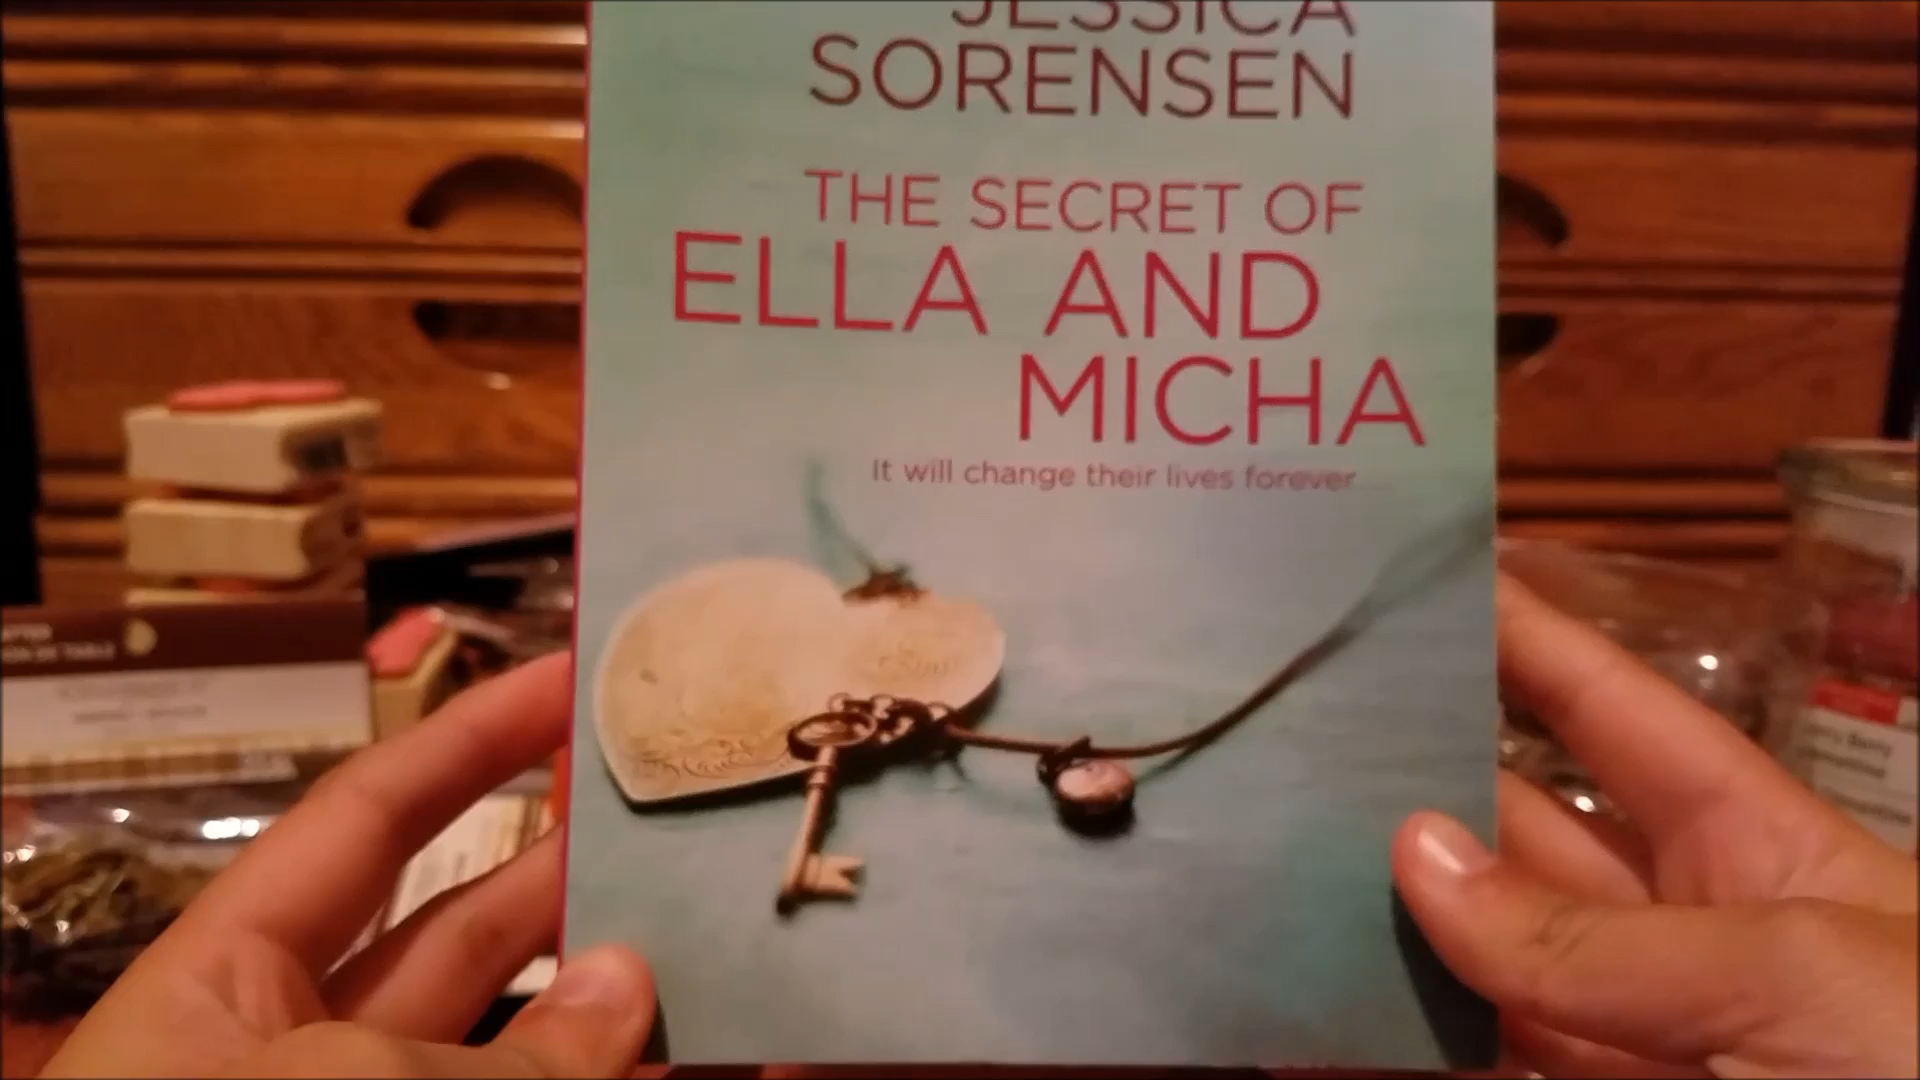 JESSICA
SORENSEN
THE SECRET OF
ELLA AND
MICHA
It will change their lives forever